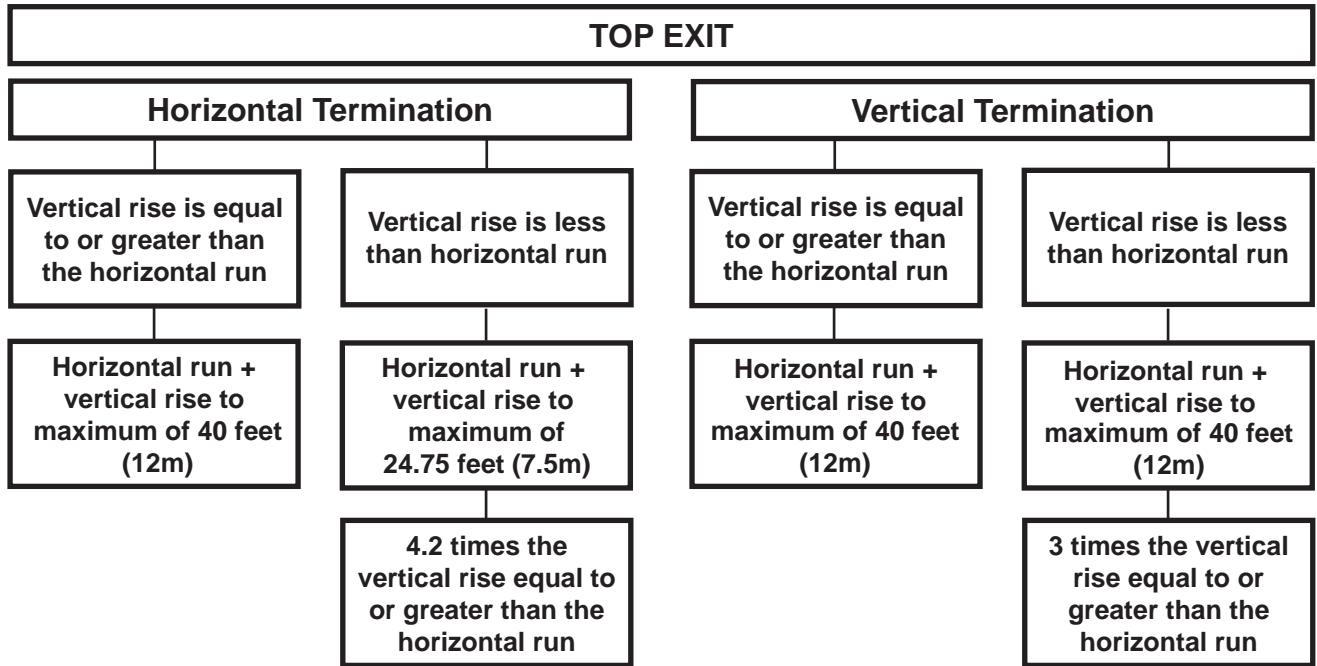 TOP EXIT
Horizontal Termination
Vertical Termination
Vertical rise is equal
to or greater than
the horizontal run
Vertical rise is less
than horizontal run
Vertical rise is equal
to or greater than
the horizontal run
Vertical rise is less
than horizontal run
Horizontal run +
vertical rise to
maximum of 40 feet
(12m)
Horizontal run +
vertical rise to
maximum of
24.75 feet (7.5m)
Horizontal run +
vertical rise to
maximum of 40 feet
(12m)
Horizontal run +
vertical rise to
maximum of 40 feet
(12m)
4.2 times the
vertical rise equal to
or greater than the
horizontal run
3 times the vertical
rise equal to or
greater than the
horizontal run